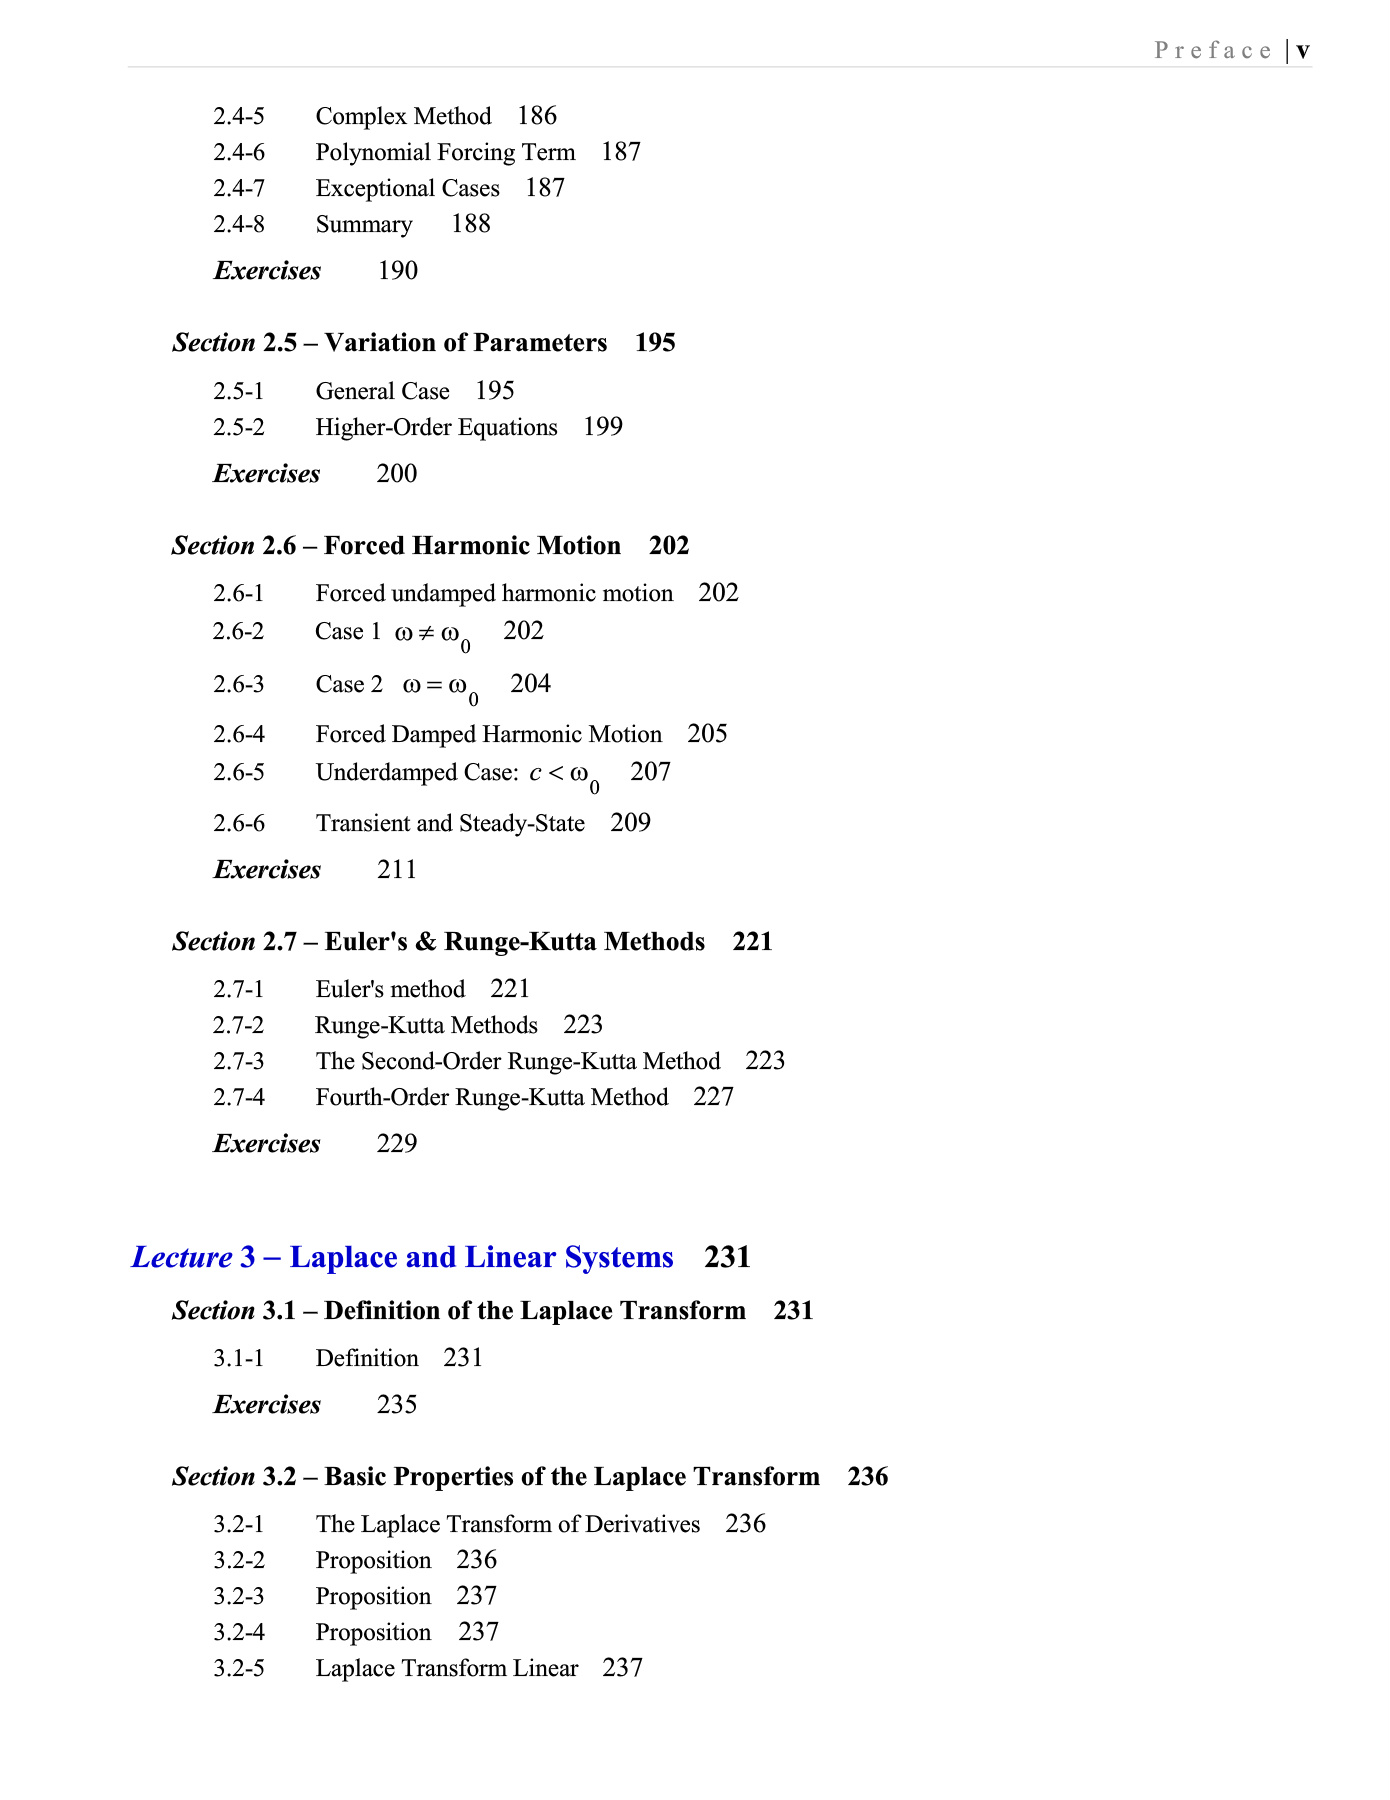 Preface | v
2.4-5 Complex Method 186
2.4-6 Polynomial Forcing Term 187
2.4-7 Exceptional Cases 187
2.4-8 Summary 188
Exercises 190
Section 2.5 – Variation of Parameters 195
2.5-1 General Case 195
2.5-2 Higher-Order Equations 199
Exercises 200
Section 2.6 – Forced Harmonic Motion 202
2.6-1 Forced undamped harmonic motion 202
2.6-2 Case 1 ω ≠ ω₀ 202
2.6-3 Case 2 ω = ω₀ 204
2.6-4 Forced Damped Harmonic Motion 205
2.6-5 Underdamped Case: c < ω₀ 207
2.6-6 Transient and Steady-State 209
Exercises 211
Section 2.7 – Euler's & Runge-Kutta Methods 221
2.7-1 Euler's method 221
2.7-2 Runge-Kutta Methods 223
2.7-3 The Second-Order Runge-Kutta Method 223
2.7-4 Fourth-Order Runge-Kutta Method 227
Exercises 229
Lecture 3 – Laplace and Linear Systems 231
Section 3.1 – Definition of the Laplace Transform 231
3.1-1 Definition 231
Exercises 235
Section 3.2 – Basic Properties of the Laplace Transform 236
3.2-1 The Laplace Transform of Derivatives 236
3.2-2 Proposition 236
3.2-3 Proposition 237
3.2-4 Proposition 237
3.2-5 Laplace Transform Linear 237